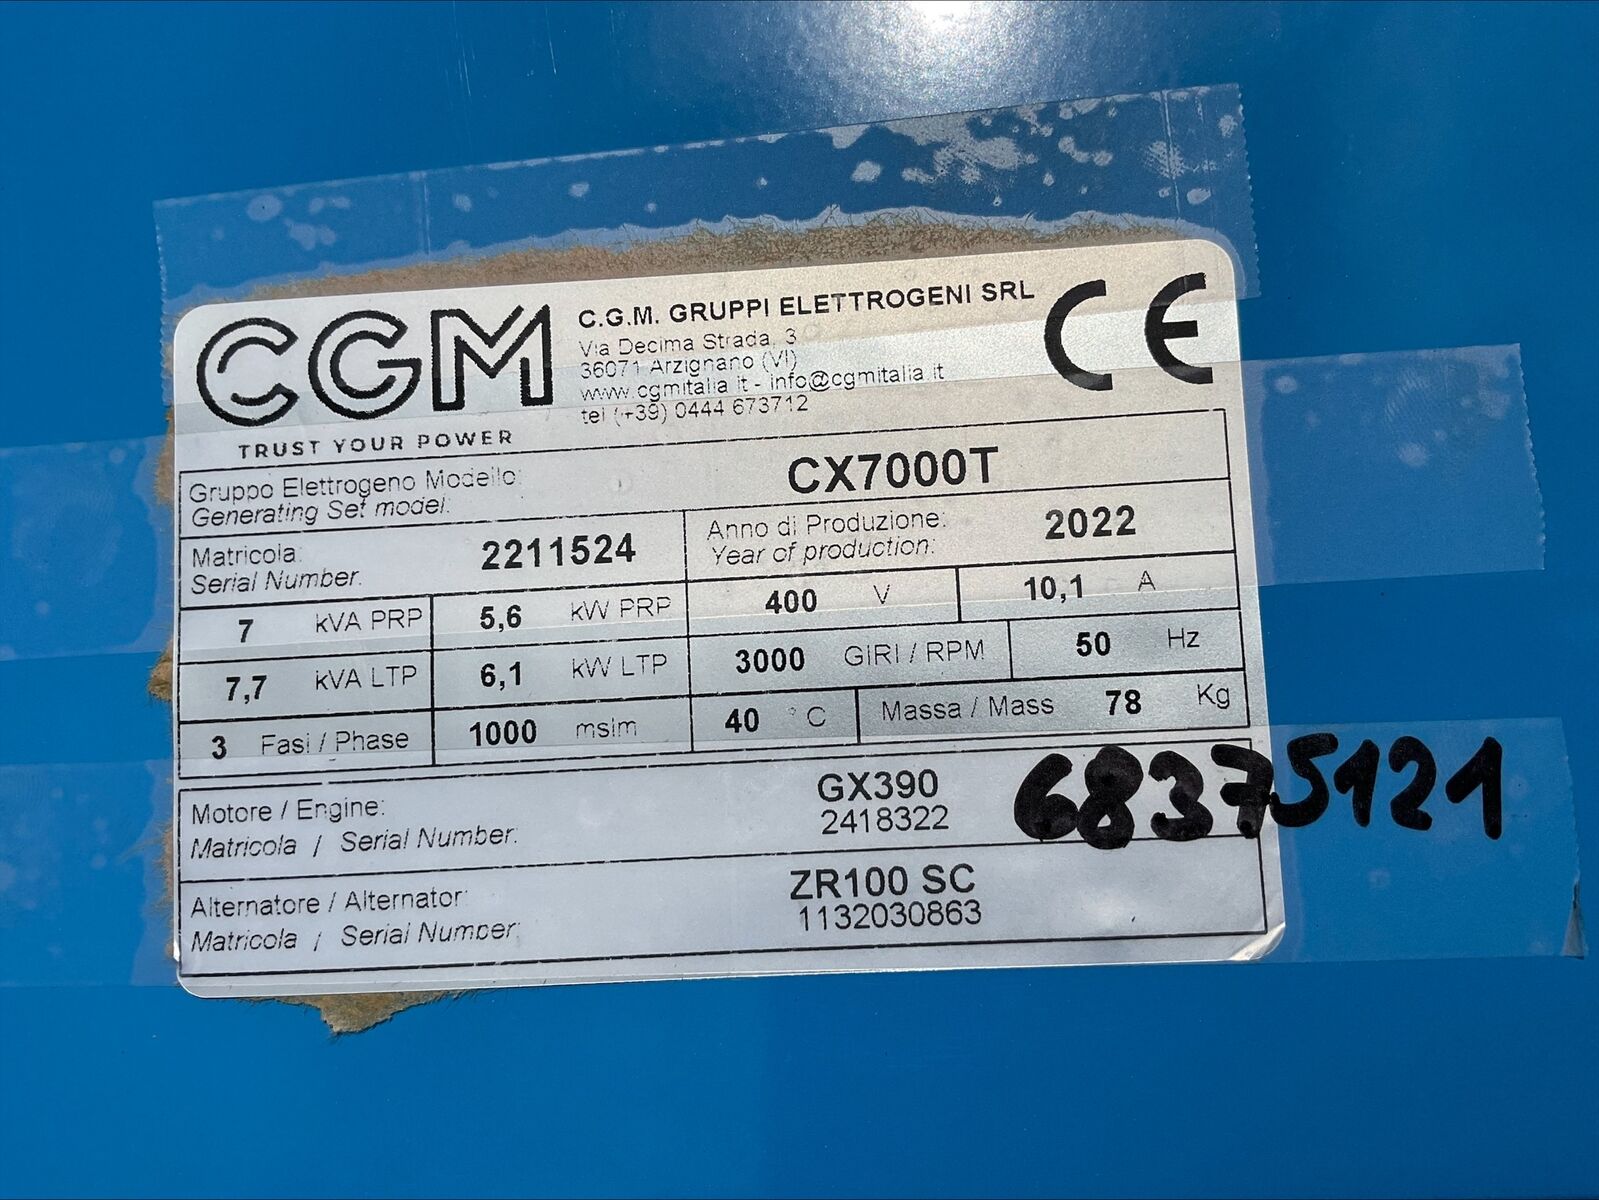 CGM
TRUST YOUR POWER
C.G.M. GRUPPI ELETTROGENI SRL
Via Decima Strada, 3
36071 Arzignano (VI)
www.cgmitalia.it - info@cgmitalia.it
tel (+39) 0444 673712
CE
Gruppo Elettrogeno Modello:
Generating Set model:
CX7000T
Matricola:
Serial Number:
2211524
Anno di Produzione:
Year of production:
2022
7 kVA PRP 5,6 kW PRP 400 V 10,1 A
7,7 kVA LTP 6,1 kW LTP 3000 GIRI / RPM 50 Hz
3 Fasi / Phase 1000 mslm 40 °C Massa / Mass 78 Kg
Motore / Engine: GX390
Matricola / Serial Number: 2418322
68375121
Alternatore / Alternator: ZR100 SC
Matricola / Serial Number: 1132030863